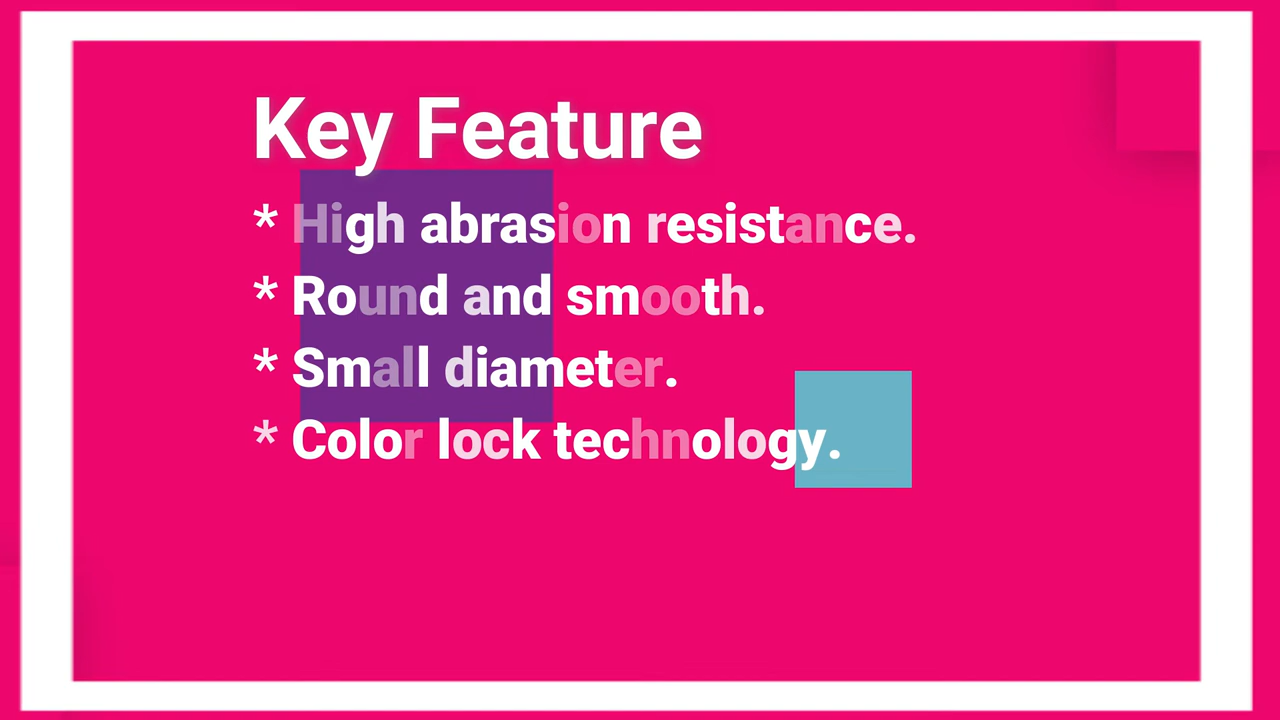 Key Feature
* High abrasion resistance.
* Round and smooth.
* Small diameter.
* Color lock technology.